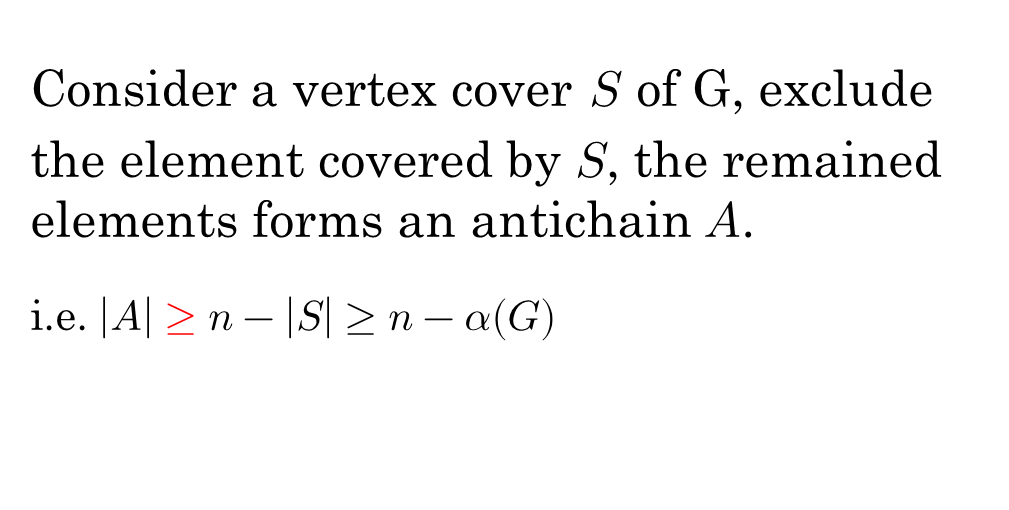 Consider a vertex cover S of G, exclude
the element covered by S, the remained
elements forms an antichain A.
i.e. |A| ≥ n − |S| ≥ n − α(G)